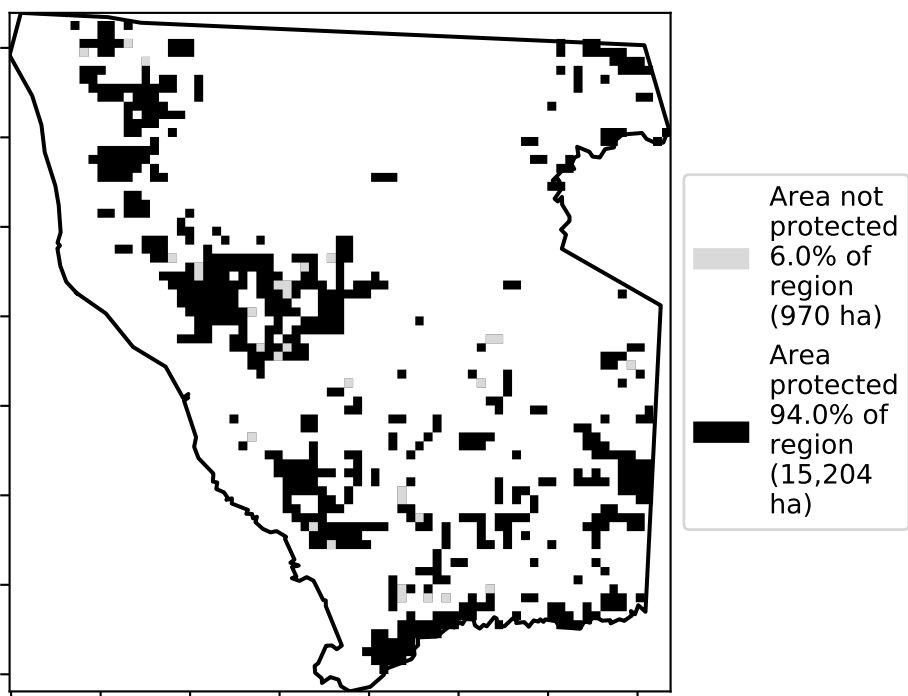 Area not
protected
6.0% of
region
(970 ha)
Area
protected
94.0% of
region
(15,204
ha)